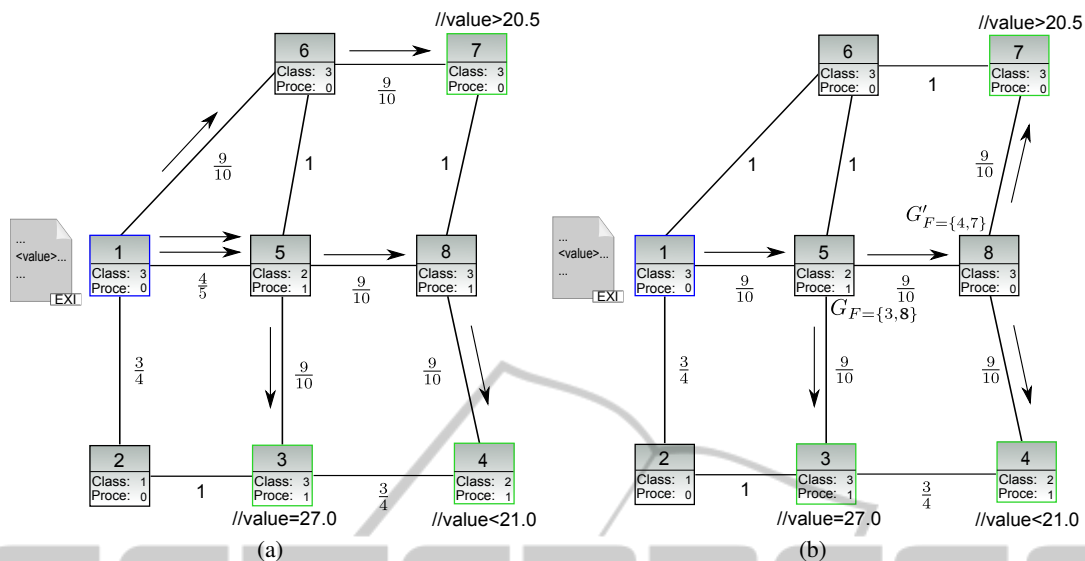 //value>20.5
6
Class: 3
Proce: 0
9/10
7
Class: 3
Proce: 0
9/10
1
1
...
<value>...
...
EXI
1
Class: 3
Proce: 0
4/5
5
Class: 2
Proce: 1
9/10
8
Class: 3
Proce: 1
3/4
9/10
9/10
2
Class: 1
Proce: 0
1
3
Class: 3
Proce: 1
3/4
4
Class: 2
Proce: 1
//value=27.0
//value<21.0
(a)
//value>20.5
6
Class: 3
Proce: 0
1
7
Class: 3
Proce: 0
1
1
9/10
G'F={4,7}
...
<value>...
...
EXI
1
Class: 3
Proce: 0
9/10
5
Class: 2
Proce: 1
9/10
8
Class: 3
Proce: 1
GF={3,8}
3/4
9/10
9/10
2
Class: 1
Proce: 0
1
3
Class: 3
Proce: 1
3/4
4
Class: 2
Proce: 1
//value=27.0
//value<21.0
(b)